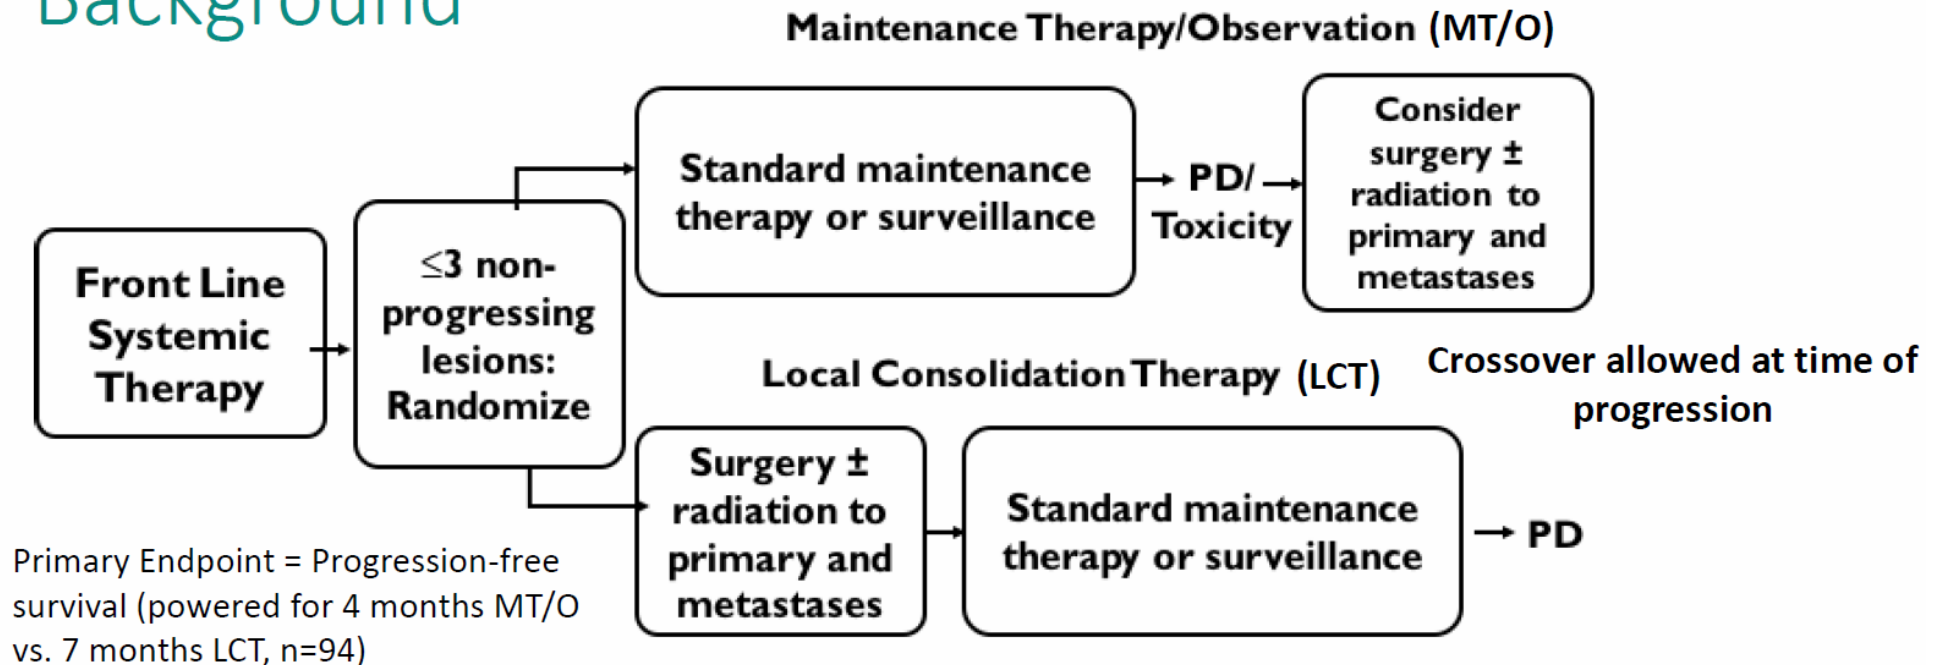 Background
Maintenance Therapy/Observation (MT/O)
Front Line
Systemic
Therapy
≤3 non-
progressing
lesions:
Randomize
Standard maintenance
therapy or surveillance
PD/
Toxicity
Consider
surgery ±
radiation to
primary and
metastases
Local Consolidation Therapy (LCT)
Crossover allowed at time of
progression
Surgery ±
radiation to
primary and
metastases
Standard maintenance
therapy or surveillance
PD
Primary Endpoint = Progression-free
survival (powered for 4 months MT/O
vs. 7 months LCT, n=94)